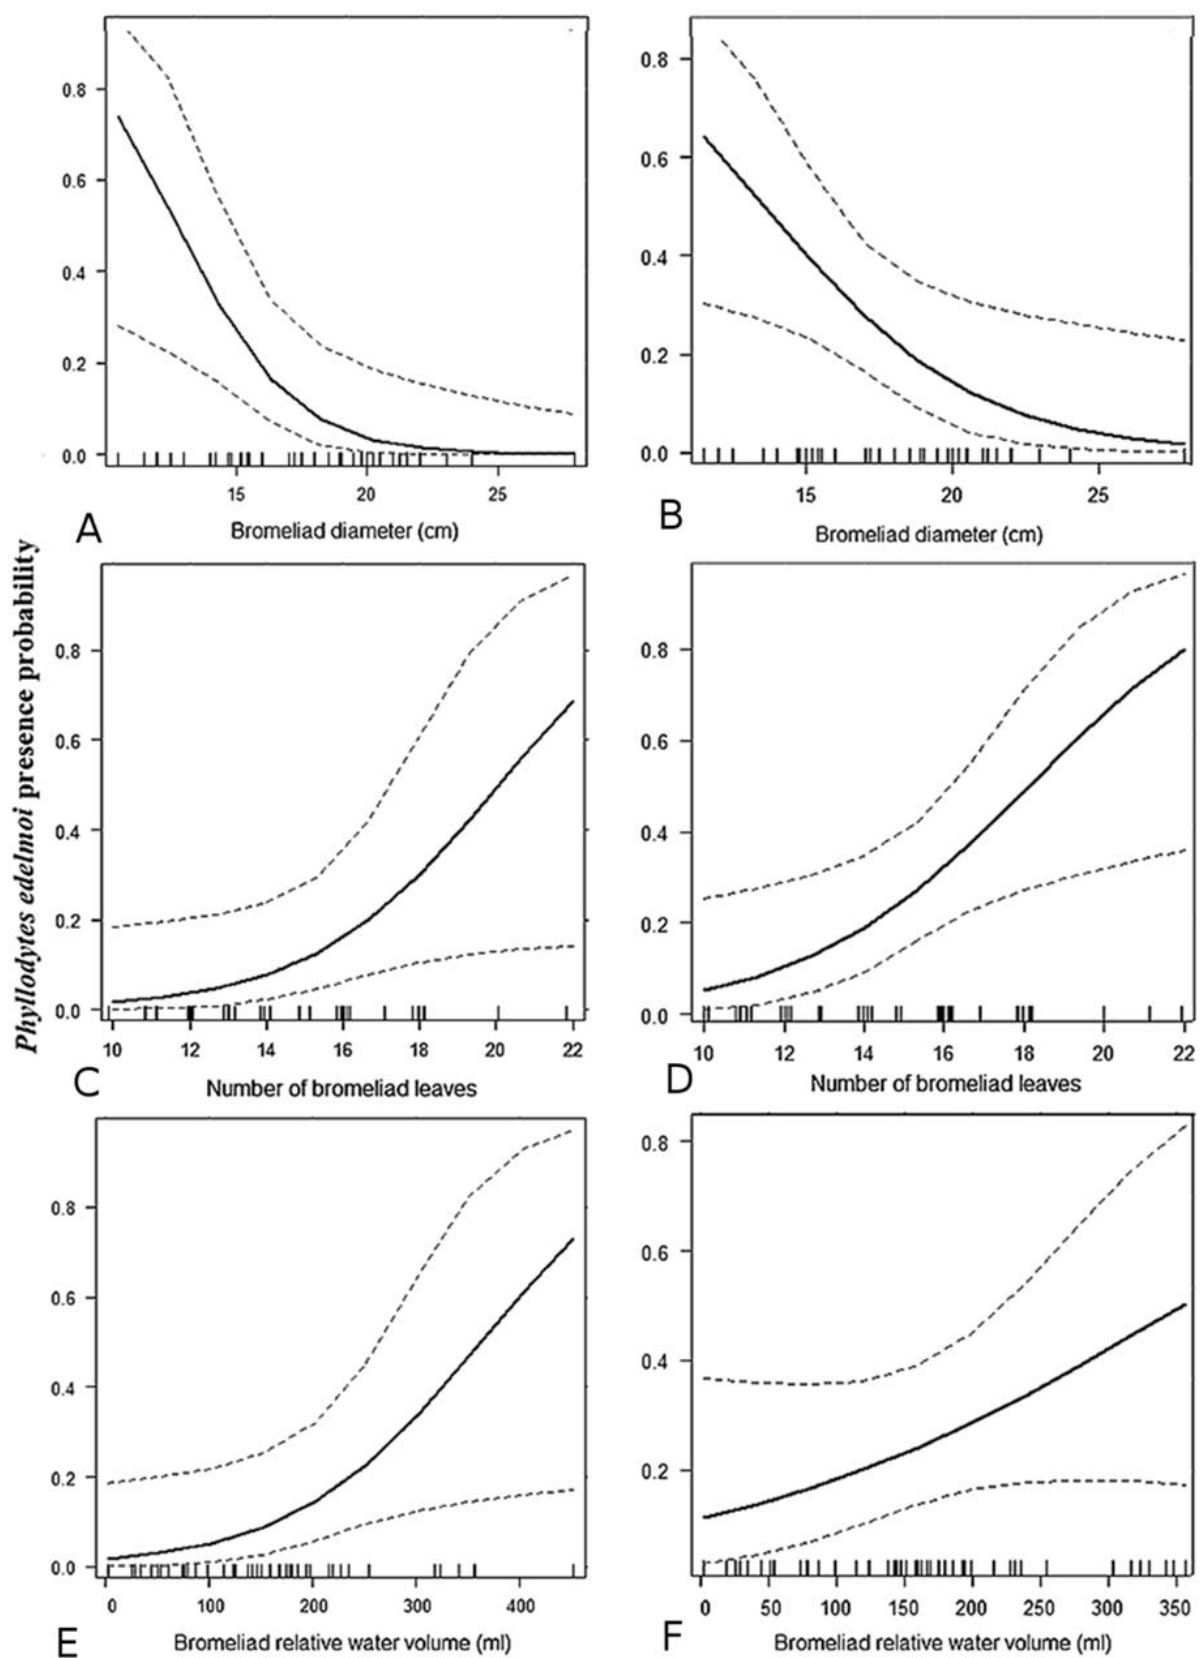 Phyllodytes edelmoi presence probability
0.8
0.6
0.4
0.2
0.0
15 20 25
A
Bromeliad diameter (cm)
0.8
0.6
0.4
0.2
0.0
15 20 25
B
Bromeliad diameter (cm)
0.8
0.6
0.4
0.2
0.0
10 12 14 16 18 20 22
C
Number of bromeliad leaves
0.8
0.6
0.4
0.2
0.0
10 12 14 16 18 20 22
D
Number of bromeliad leaves
0.8
0.6
0.4
0.2
0.0
0 100 200 300 400
E
Bromeliad relative water volume (ml)
0.8
0.6
0.4
0.2
0 50 100 150 200 250 300 350
F
Bromeliad relative water volume (ml)